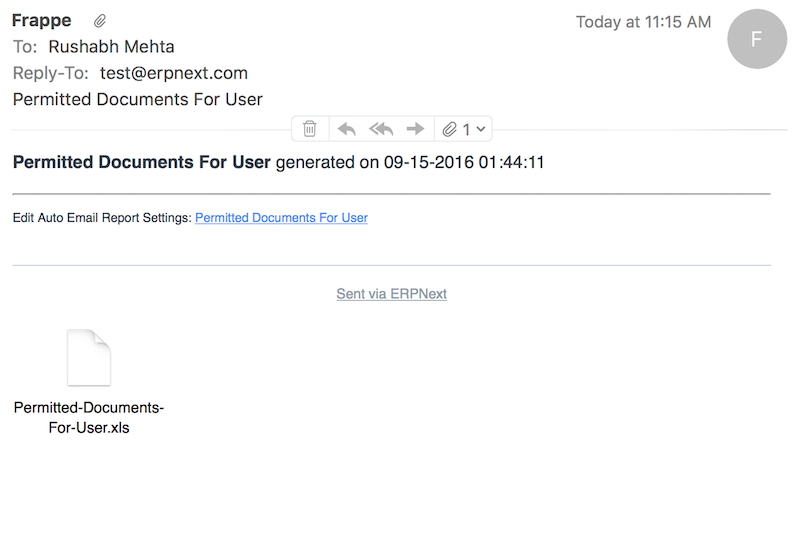 Frappe
Today at 11:15 AM
F
To: Rushabh Mehta
Reply-To: test@erpnext.com
Permitted Documents For User
1
Permitted Documents For User generated on 09-15-2016 01:44:11
Edit Auto Email Report Settings: Permitted Documents For User
Sent via ERPNext
Permitted-Documents-
For-User.xls